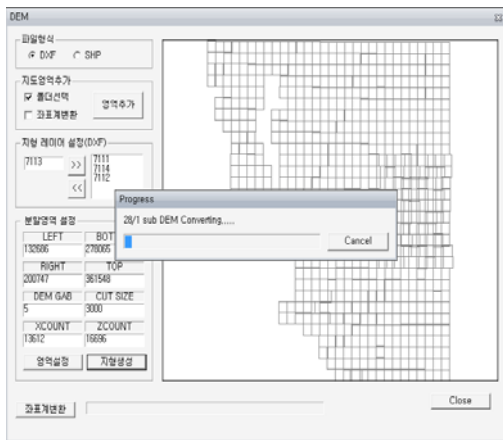 DEM
파일형식
DXF SHP
지도영역추가
폴더선택
좌표계변환
영역추가
지형 레이어 설정(DXF)
7113
>>
<<
7111
7114
7112
Progress
28/1 sub DEM Converting.....
Cancel
분할영역 설정
LEFT BOT
132686 278065
RIGHT TOP
200747 361548
DEM GAB CUT SIZE
5 3000
XCOUNT ZCOUNT
13612 16696
영역설정 지형생성
좌표계변환
Close